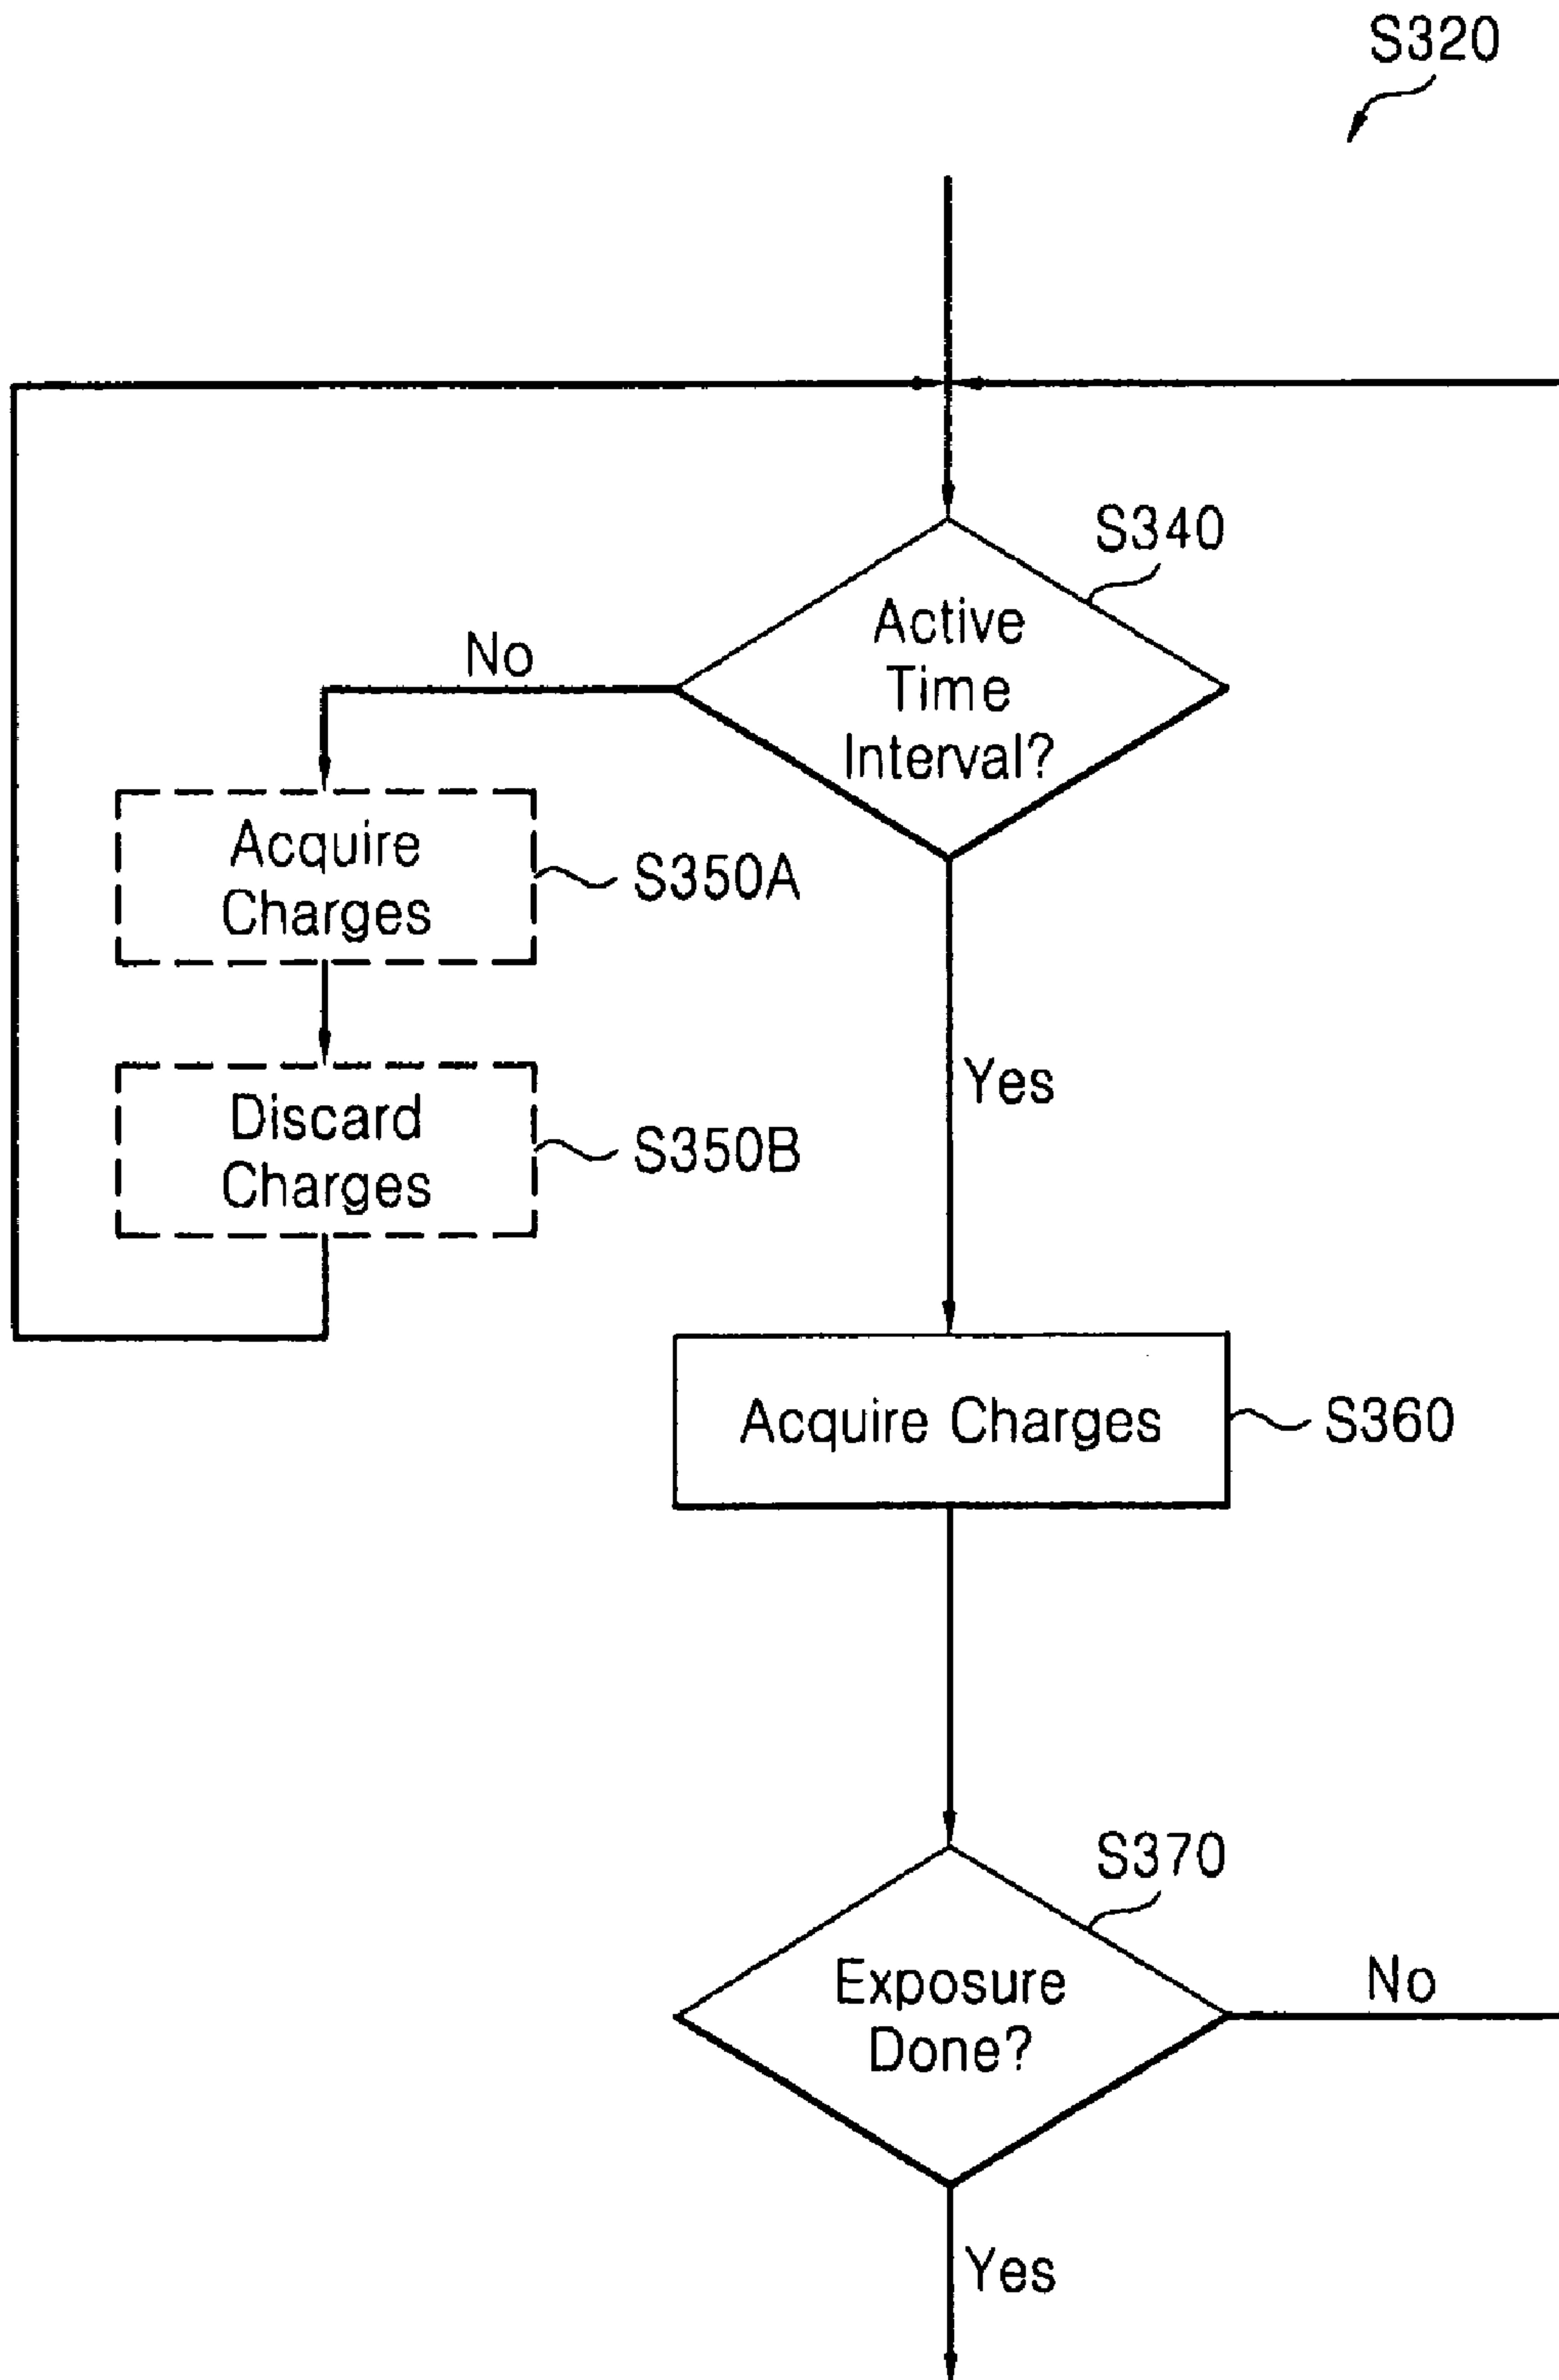 S320
S340
Active
Time
Interval?
No
Acquire
Charges
S350A
Yes
Discard
Charges
S350B
Acquire Charges
S360
S370
Exposure
Done?
No
Yes